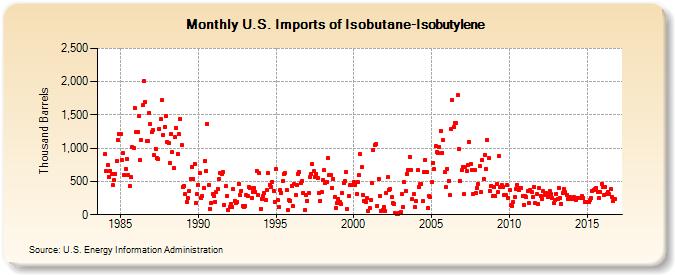 Monthly U.S. Imports of Isobutane-Isobutylene
Thousand Barrels
2,500
2,000
1,500
1,000
500
0
1985 1990 1995 2000 2005 2010 2015
Source: U.S. Energy Information Administration